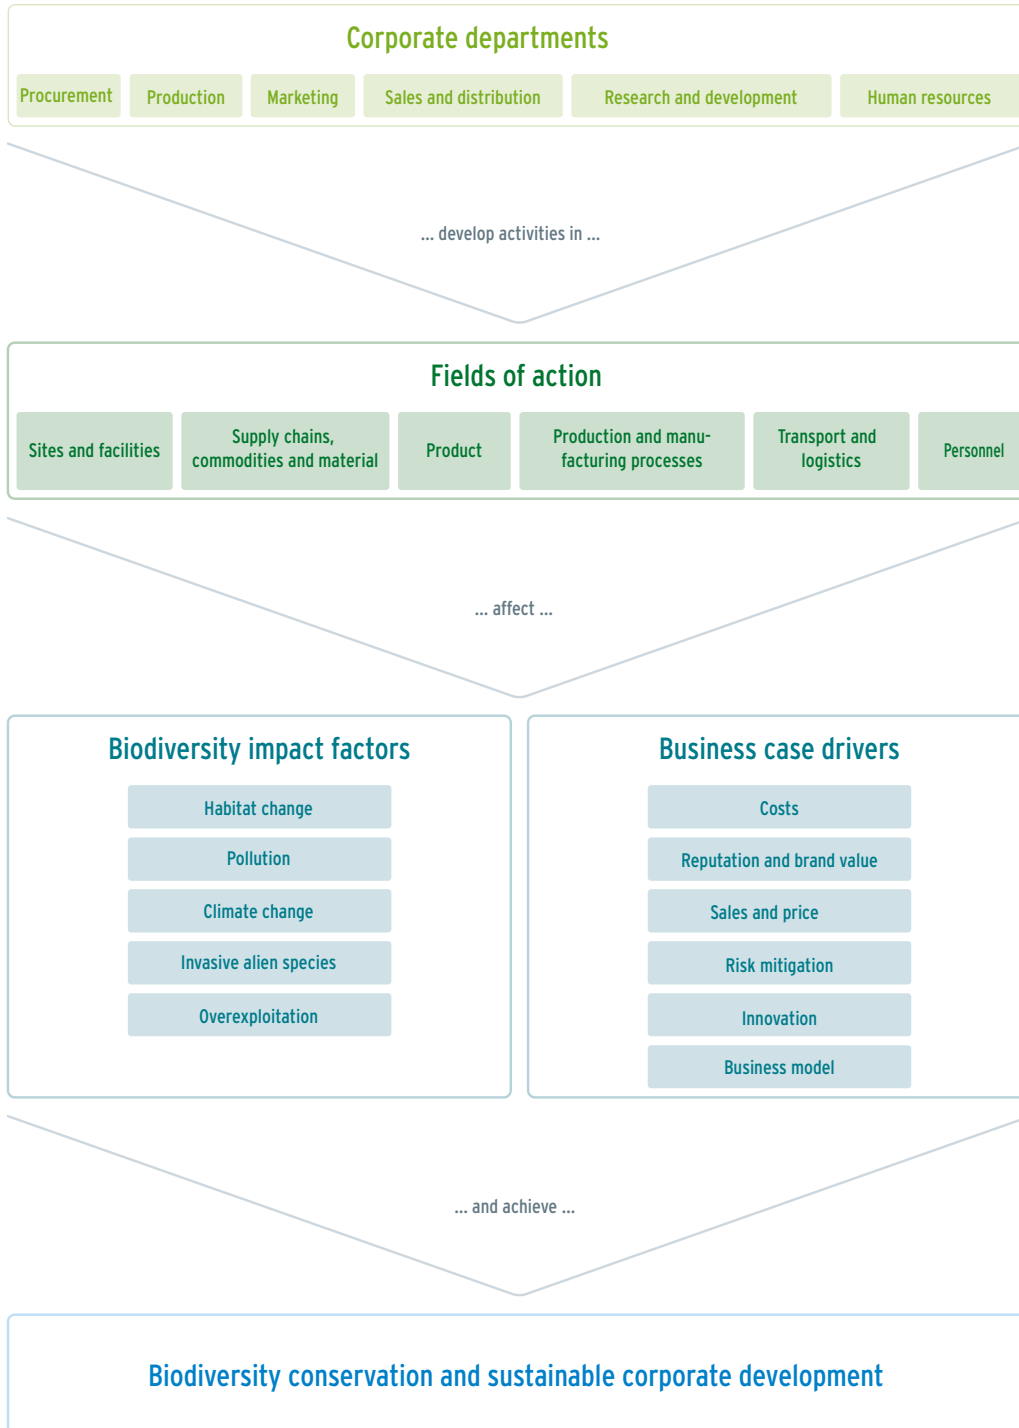 Corporate departments
Procurement
Production
Marketing
Sales and distribution
Research and development
Human resources
... develop activities in ...
Fields of action
Sites and facilities
Supply chains,
commodities and material
Product
Production and manu-
facturing processes
Transport and
logistics
Personnel
... affect ...
Biodiversity impact factors
Habitat change
Pollution
Climate change
Invasive alien species
Overexploitation
Business case drivers
Costs
Reputation and brand value
Sales and price
Risk mitigation
Innovation
Business model
... and achieve ...
Biodiversity conservation and sustainable corporate development